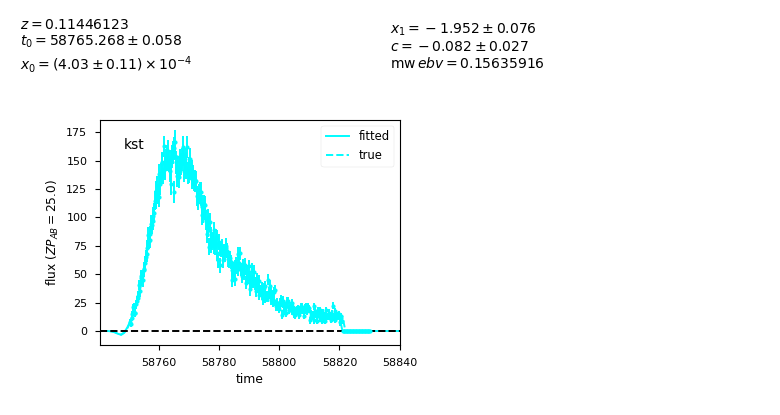 z = 0.11446123
t₀ = 58765.268 ± 0.058
x₀ = (4.03 ± 0.11) × 10⁻⁴
x₁ = −1.952 ± 0.076
c = −0.082 ± 0.027
mw ebv = 0.15635916
kst
fitted
true
flux (ZP_AB = 25.0)
175
150
125
100
75
50
25
0
58760 58780 58800 58820 58840
time